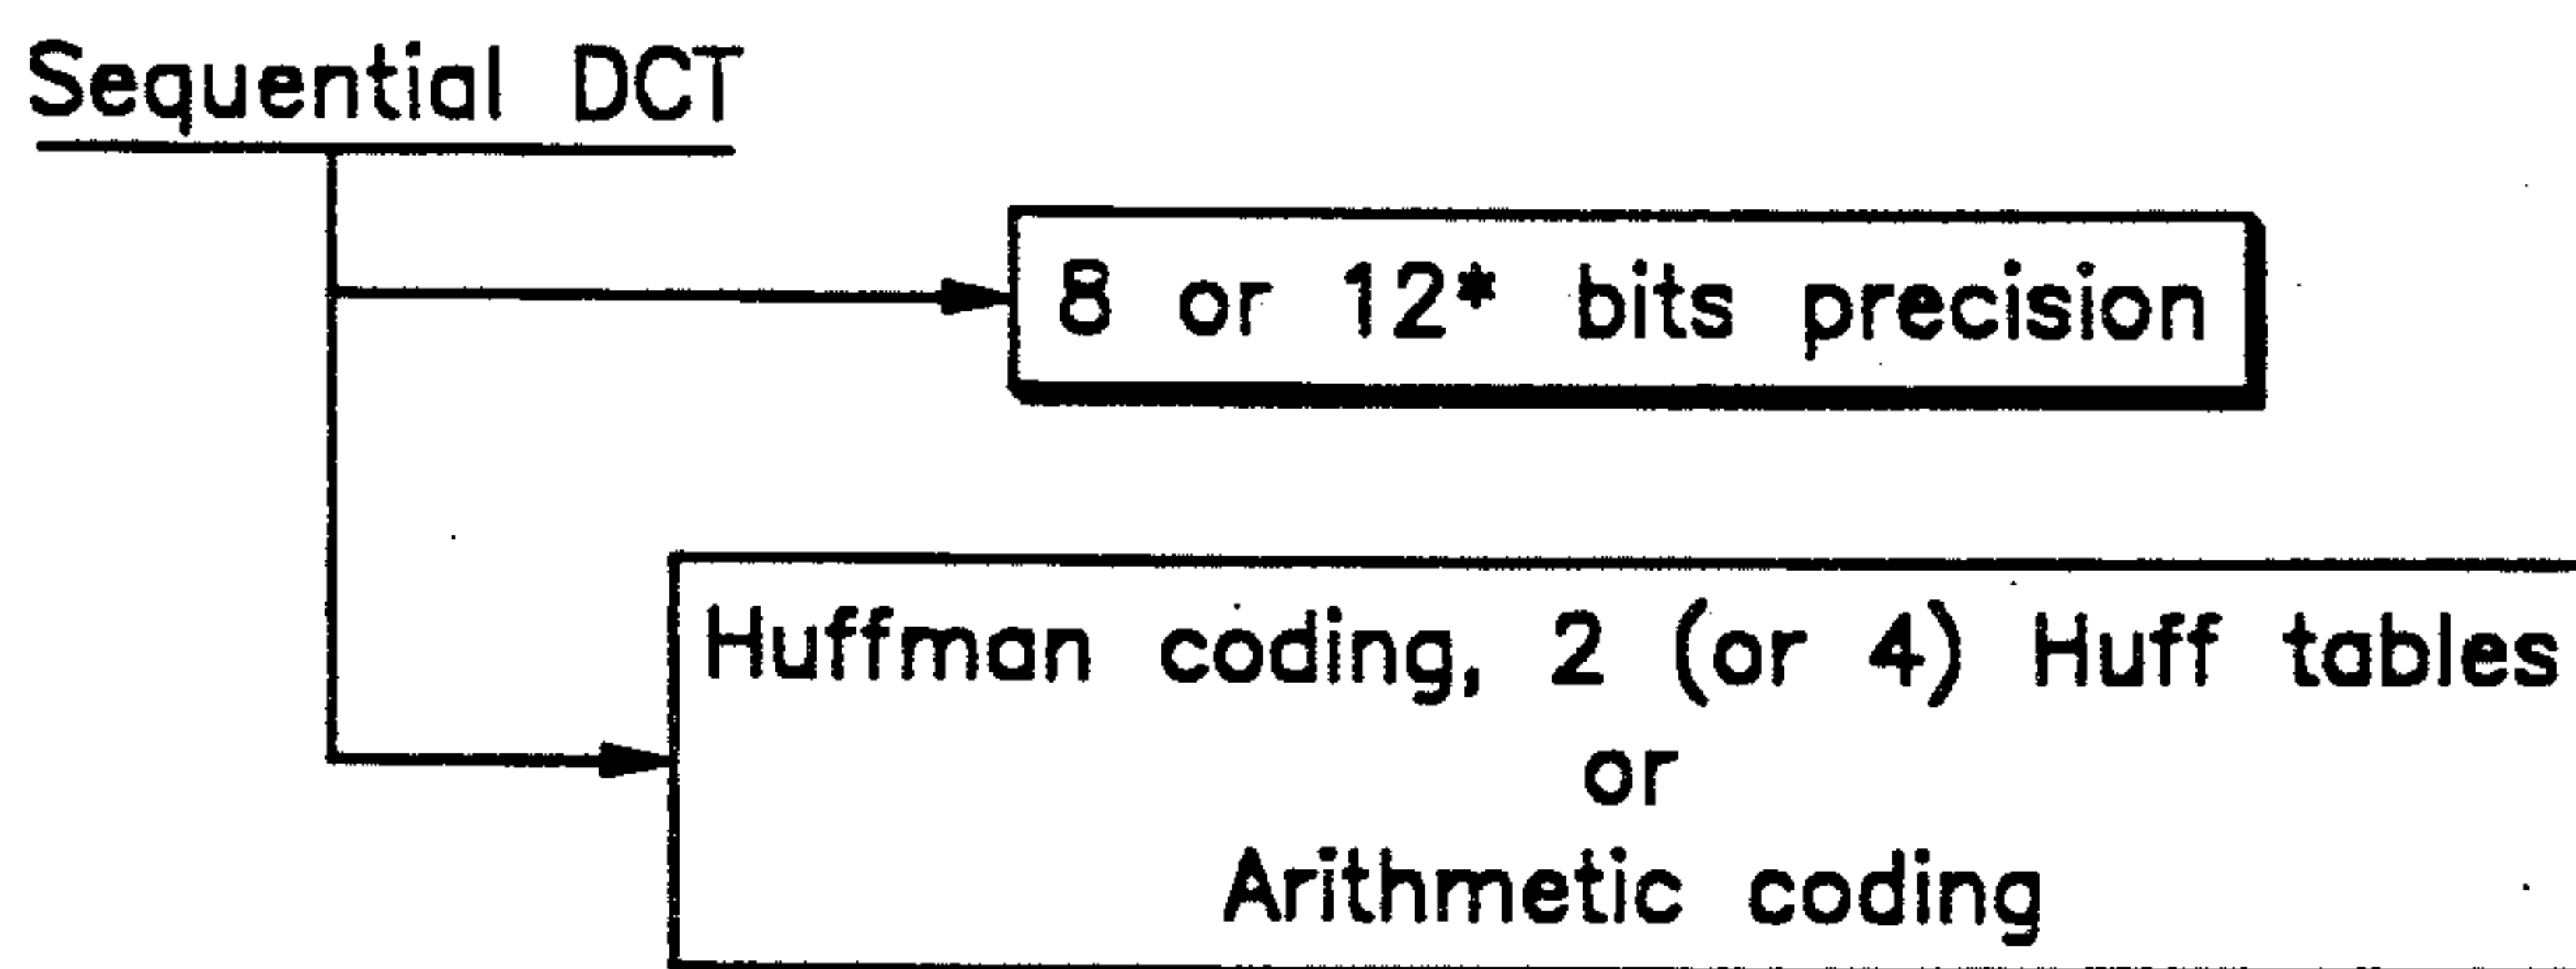 Sequential DCT
8 or 12* bits precision
Huffman coding, 2 (or 4) Huff tables
or
Arithmetic coding